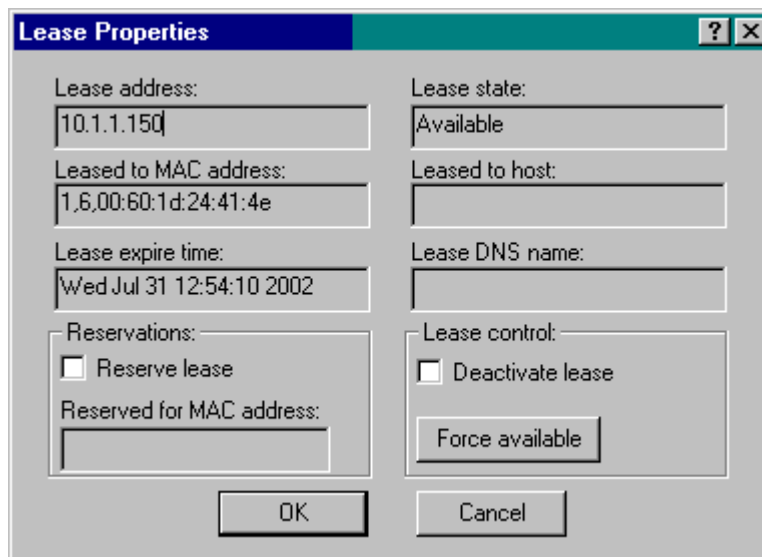 Lease Properties
Lease address:
10.1.1.150
Lease state:
Available
Leased to MAC address:
1,6,00:60:1d:24:41:4e
Leased to host:
Lease expire time:
Wed Jul 31 12:54:10 2002
Lease DNS name:
Reservations:
Reserve lease
Reserved for MAC address:
Lease control:
Deactivate lease
Force available
OK
Cancel